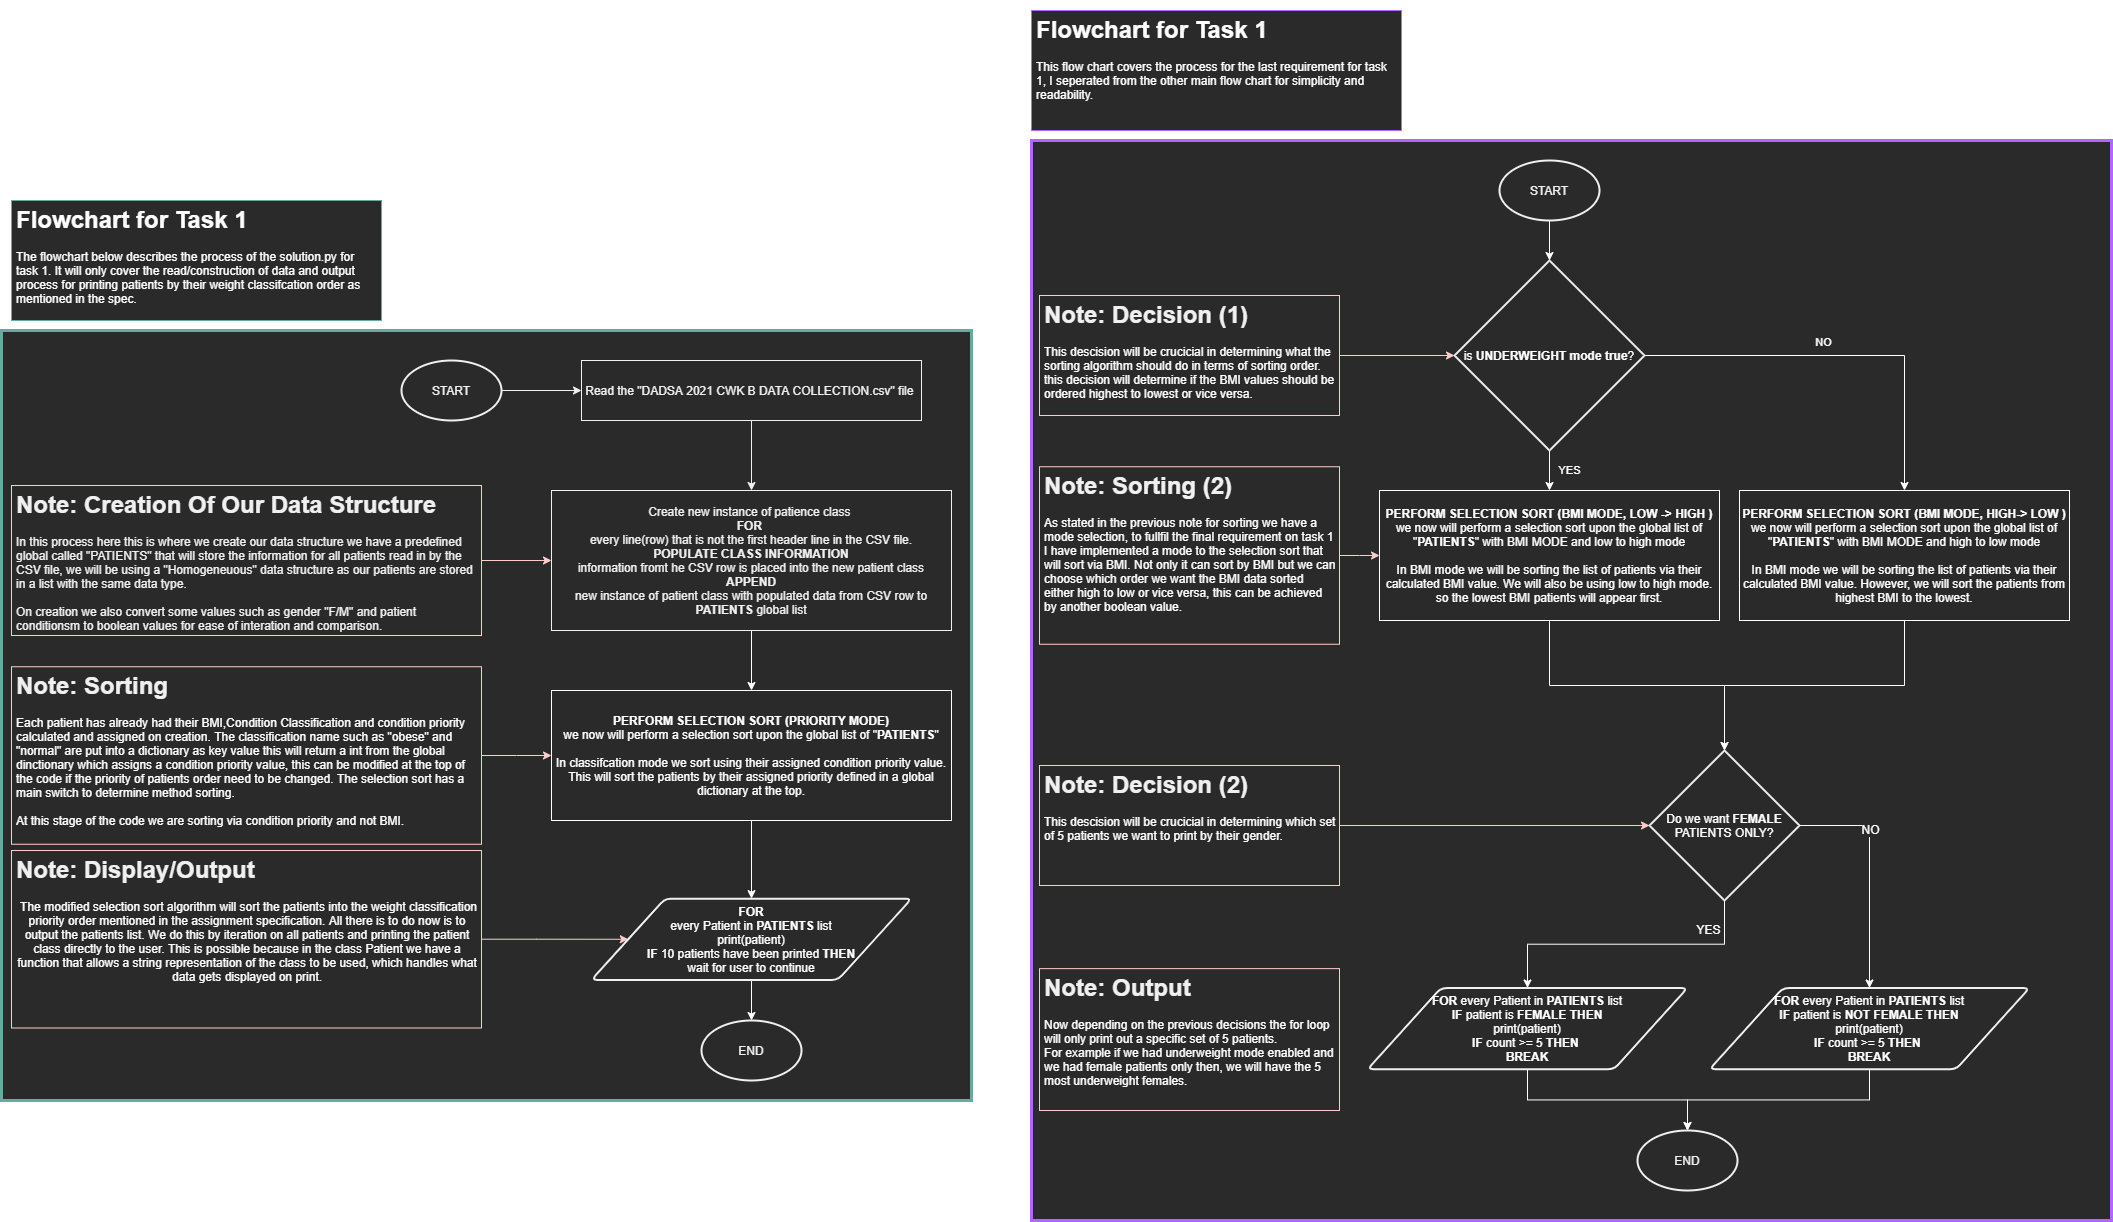 Flowchart for Task 1
The flowchart below describes the process of the solution.py for
task 1. It will only cover the read/construction of data and output
process for printing patients by their weight classifcation order as
mentioned in the spec.
START
Read the "DADSA 2021 CWK B DATA COLLECTION.csv" file
Note: Creation Of Our Data Structure
In this process here this is where we create our data structure we have a predefined
global called "PATIENTS" that will store the information for all patients read in by the
CSV file, we will be using a "Homogeneuous" data structure as our patients are stored
in a list with the same data type.
On creation we also convert some values such as gender "F/M" and patient
conditionsm to boolean values for ease of interation and comparison.
Create new instance of patience class
FOR
every line(row) that is not the first header line in the CSV file.
POPULATE CLASS INFORMATION
information fromt he CSV row is placed into the new patient class
APPEND
new instance of patient class with populated data from CSV row to
PATIENTS global list
Note: Sorting
Each patient has already had their BMI,Condition Classification and condition priority
calculated and assigned on creation. The classification name such as "obese" and
"normal" are put into a dictionary as key value this will return a int from the global
dinctionary which assigns a condition priority value, this can be modified at the top of
the code if the priority of patients order need to be changed. The selection sort has a
main switch to determine method sorting.
At this stage of the code we are sorting via condition priority and not BMI.
PERFORM SELECTION SORT (PRIORITY MODE)
we now will perform a selection sort upon the global list of "PATIENTS"
In classifcation mode we sort using their assigned condition priority value.
This will sort the patients by their assigned priority defined in a global
dictionary at the top.
Note: Display/Output
The modified selection sort algorithm will sort the patients into the weight classification
priority order mentioned in the assignment specification. All there is to do now is to
output the patients list. We do this by iteration on all patients and printing the patient
class directly to the user. This is possible because in the class Patient we have a
function that allows a string representation of the class to be used, which handles what
data gets displayed on print.
FOR
every Patient in PATIENTS list
print(patient)
IF 10 patients have been printed THEN
wait for user to continue
END
Flowchart for Task 1
This flow chart covers the process for the last requirement for task
1, I seperated from the other main flow chart for simplicity and
readability.
START
Note: Decision (1)
This descision will be crucicial in determining what the
sorting algorithm should do in terms of sorting order.
this decision will determine if the BMI values should be
ordered highest to lowest or vice versa.
is UNDERWEIGHT mode true?
NO
YES
Note: Sorting (2)
As stated in the previous note for sorting we have a
mode selection, to fullfil the final requirement on task 1
I have implemented a mode to the selection sort that
will sort via BMI. Not only it can sort by BMI but we can
choose which order we want the BMI data sorted
either high to low or vice versa, this can be achieved
by another boolean value.
PERFORM SELECTION SORT (BMI MODE, LOW -> HIGH )
we now will perform a selection sort upon the global list of
"PATIENTS" with BMI MODE and low to high mode
In BMI mode we will be sorting the list of patients via their
calculated BMI value. We will also be using low to high mode.
so the lowest BMI patients will appear first.
PERFORM SELECTION SORT (BMI MODE, HIGH-> LOW )
we now will perform a selection sort upon the global list of
"PATIENTS" with BMI MODE and high to low mode
In BMI mode we will be sorting the list of patients via their
calculated BMI value. However, we will sort the patients from
highest BMI to the lowest.
Note: Decision (2)
This descision will be crucicial in determining which set
of 5 patients we want to print by their gender.
Do we want FEMALE
PATIENTS ONLY?
NO
YES
Note: Output
Now depending on the previous decisions the for loop
will only print out a specific set of 5 patients.
For example if we had underweight mode enabled and
we had female patients only then, we will have the 5
most underweight females.
FOR every Patient in PATIENTS list
IF patient is FEMALE THEN
print(patient)
IF count >= 5 THEN
BREAK
FOR every Patient in PATIENTS list
IF patient is NOT FEMALE THEN
print(patient)
IF count >= 5 THEN
BREAK
END